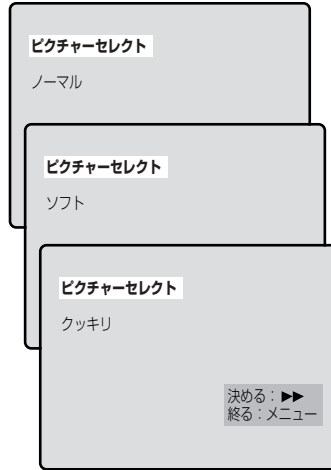 ピクチャーセレクト
ノーマル
ピクチャーセレクト
ソフト
ピクチャーセレクト
クッキリ
決める：▶▶
終る：メニュー